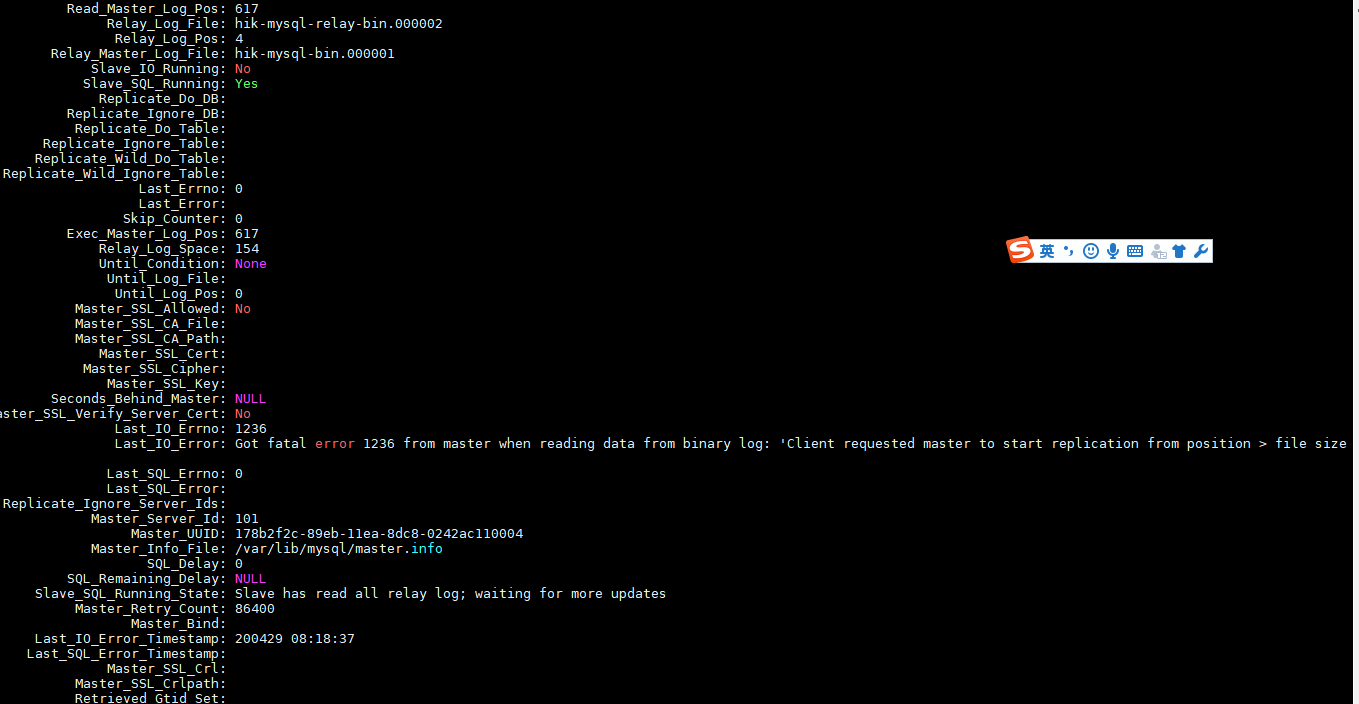 Read_Master_Log_Pos: 617
Relay_Log_File: hik-mysql-relay-bin.000002
Relay_Log_Pos: 4
Relay_Master_Log_File: hik-mysql-bin.000001
Slave_IO_Running: No
Slave_SQL_Running: Yes
Replicate_Do_DB:
Replicate_Ignore_DB:
Replicate_Do_Table:
Replicate_Ignore_Table:
Replicate_Wild_Do_Table:
Replicate_Wild_Ignore_Table:
Last_Errno: 0
Last_Error:
Skip_Counter: 0
Exec_Master_Log_Pos: 617
Relay_Log_Space: 154
英
Until_Condition: None
Until_Log_File:
Until_Log_Pos: 0
Master_SSL_Allowed: No
Master_SSL_CA_File:
Master_SSL_CA_Path:
Master_SSL_Cert:
Master_SSL_Cipher:
Master_SSL_Key:
Seconds_Behind_Master: NULL
aster_SSL_Verify_Server_Cert: No
Last_IO_Errno: 1236
Last_IO_Error: Got fatal error 1236 from master when reading data from binary log: 'Client requested master to start replication from position > file size
Last_SQL_Errno: 0
Last_SQL_Error:
Replicate_Ignore_Server_Ids:
Master_Server_Id: 101
Master_UUID: 178b2f2c-89eb-11ea-8dc8-0242ac110004
Master_Info_File: /var/lib/mysql/master.info
SQL_Delay: 0
SQL_Remaining_Delay: NULL
Slave_SQL_Running_State: Slave has read all relay log; waiting for more updates
Master_Retry_Count: 86400
Master_Bind:
Last_IO_Error_Timestamp: 200429 08:18:37
Last_SQL_Error_Timestamp:
Master_SSL_Crl:
Master_SSL_Crlpath:
Retrieved_Gtid_Set: